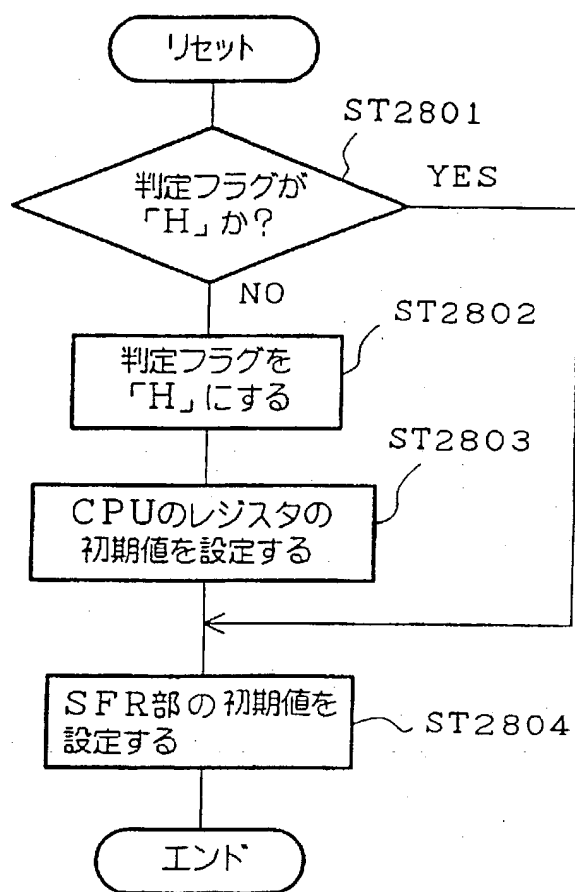 リセット
ST2801
判定フラグが
「H」か?
YES
NO
ST2802
判定フラグを
「H」にする
ST2803
CPUのレジスタの
初期値を設定する
SFR部の初期値を
設定する
ST2804
エンド